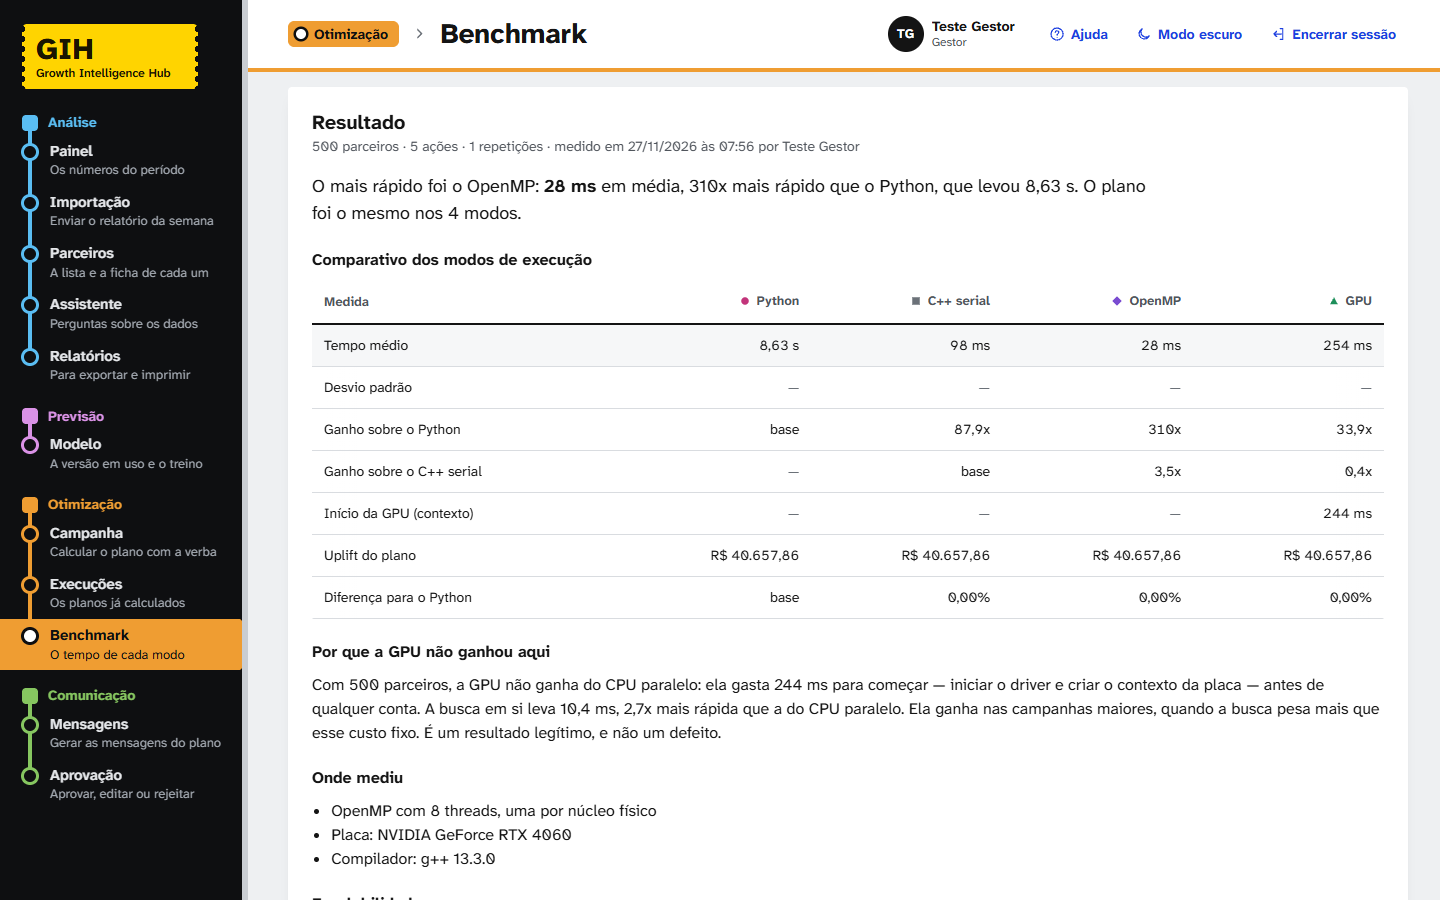 GIH
Growth Intelligence Hub
Análise
Painel
Os números do período
Importação
Enviar o relatório da semana
Parceiros
A lista e a ficha de cada um
Assistente
Perguntas sobre os dados
Relatórios
Para exportar e imprimir
Previsão
Modelo
A versão em uso e o treino
Otimização
Campanha
Calcular o plano com a verba
Execuções
Os planos já calculados
Benchmark
O tempo de cada modo
Comunicação
Mensagens
Gerar as mensagens do plano
Aprovação
Aprovar, editar ou rejeitar
Otimização > Benchmark
TG Teste Gestor
Gestor
Ajuda Modo escuro Encerrar sessão
Resultado
500 parceiros · 5 ações · 1 repetições · medido em 27/11/2026 às 07:56 por Teste Gestor
O mais rápido foi o OpenMP: 28 ms em média, 310x mais rápido que o Python, que levou 8,63 s. O plano
foi o mesmo nos 4 modos.
Comparativo dos modos de execução
Medida Python C++ serial OpenMP GPU
Tempo médio 8,63 s 98 ms 28 ms 254 ms
Desvio padrão — — — —
Ganho sobre o Python base 87,9x 310x 33,9x
Ganho sobre o C++ serial — base 3,5x 0,4x
Início da GPU (contexto) — — — 244 ms
Uplift do plano R$ 40.657,86 R$ 40.657,86 R$ 40.657,86 R$ 40.657,86
Diferença para o Python base 0,00% 0,00% 0,00%
Por que a GPU não ganhou aqui
Com 500 parceiros, a GPU não ganha do CPU paralelo: ela gasta 244 ms para começar — iniciar o driver e criar o contexto da placa — antes de
qualquer conta. A busca em si leva 10,4 ms, 2,7x mais rápida que a do CPU paralelo. Ela ganha nas campanhas maiores, quando a busca pesa mais que
esse custo fixo. É um resultado legítimo, e não um defeito.
Onde mediu
• OpenMP com 8 threads, uma por núcleo físico
• Placa: NVIDIA GeForce RTX 4060
• Compilador: g++ 13.3.0